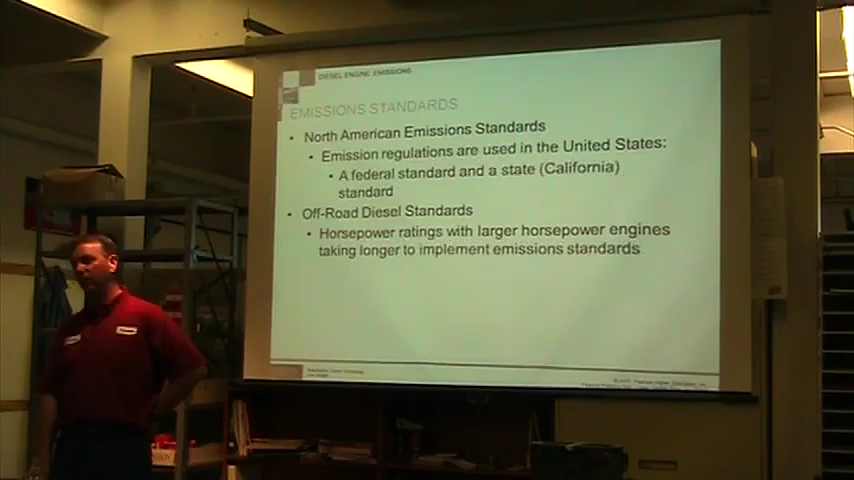 DIESEL ENGINE EMISSIONS
EMISSIONS STANDARDS
• North American Emissions Standards
• Emission regulations are used in the United States:
• A federal standard and a state (California)
standard
• Off-Road Diesel Standards
• Horsepower ratings with larger horsepower engines
taking longer to implement emissions standards